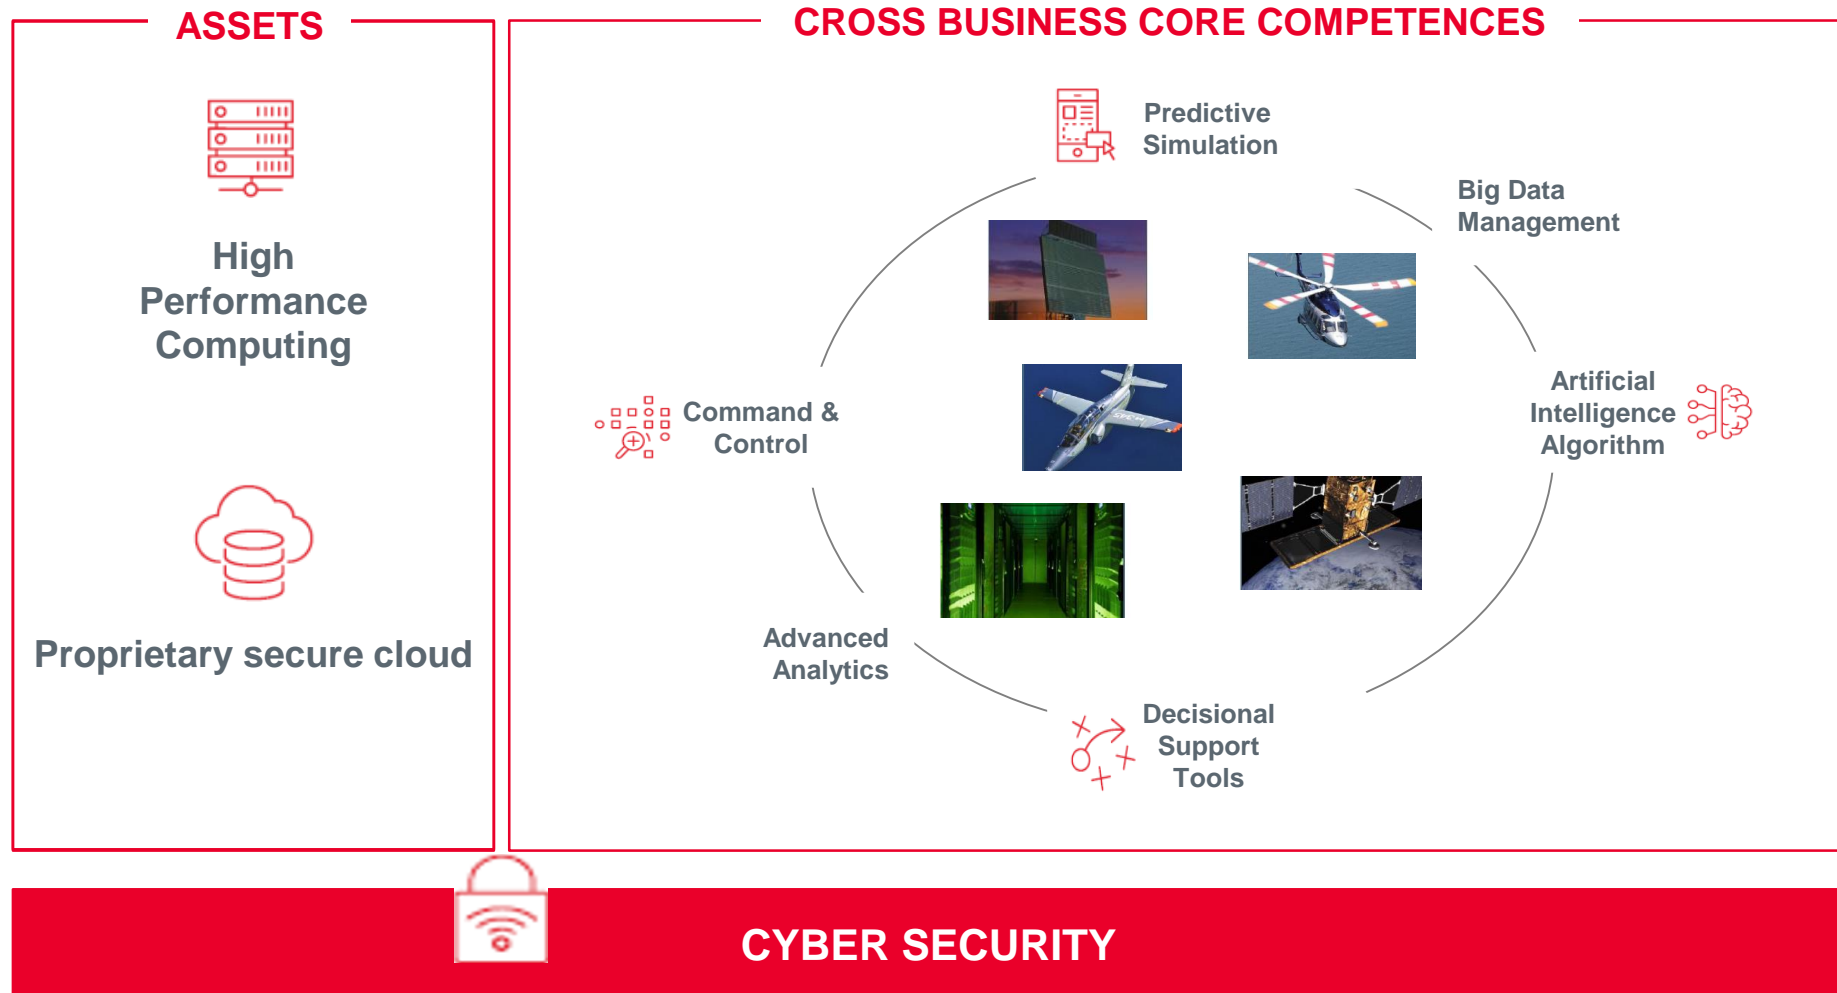 ASSETS
High
Performance
Computing
Proprietary secure cloud
CROSS BUSINESS CORE COMPETENCES
Predictive
Simulation
Big Data
Management
Artificial
Intelligence
Algorithm
Decisional
Support
Tools
Advanced
Analytics
Command &
Control
CYBER SECURITY